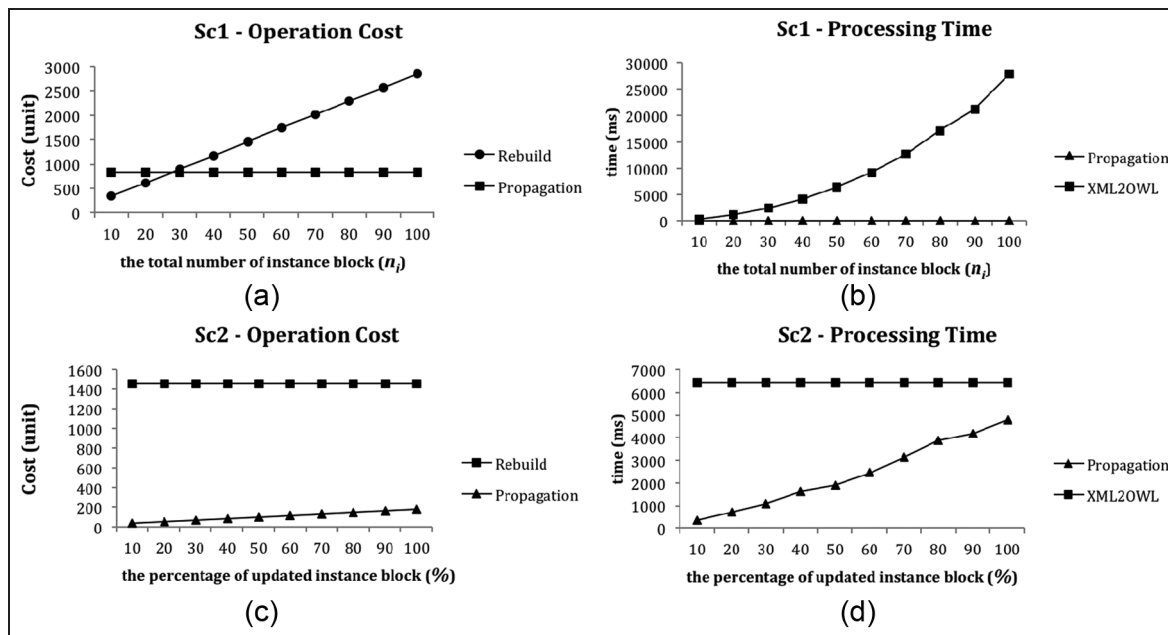 Sc1 - Operation Cost
3000
2500
2000
1500
1000
500
0
Cost (unit)
10 20 30 40 50 60 70 80 90 100
the total number of instance block (n_i)
Rebuild
Propagation
(a)
Sc1 - Processing Time
30000
25000
20000
15000
10000
5000
0
time (ms)
10 20 30 40 50 60 70 80 90 100
the total number of instance block (n_i)
Propagation
XML2OWL
(b)
Sc2 - Operation Cost
1600
1400
1200
1000
800
600
400
200
0
Cost (unit)
10 20 30 40 50 60 70 80 90 100
the percentage of updated instance block (%)
Rebuild
Propagation
(c)
Sc2 - Processing Time
7000
6000
5000
4000
3000
2000
1000
0
time (ms)
10 20 30 40 50 60 70 80 90 100
the percentage of updated instance block (%)
Propagation
XML2OWL
(d)